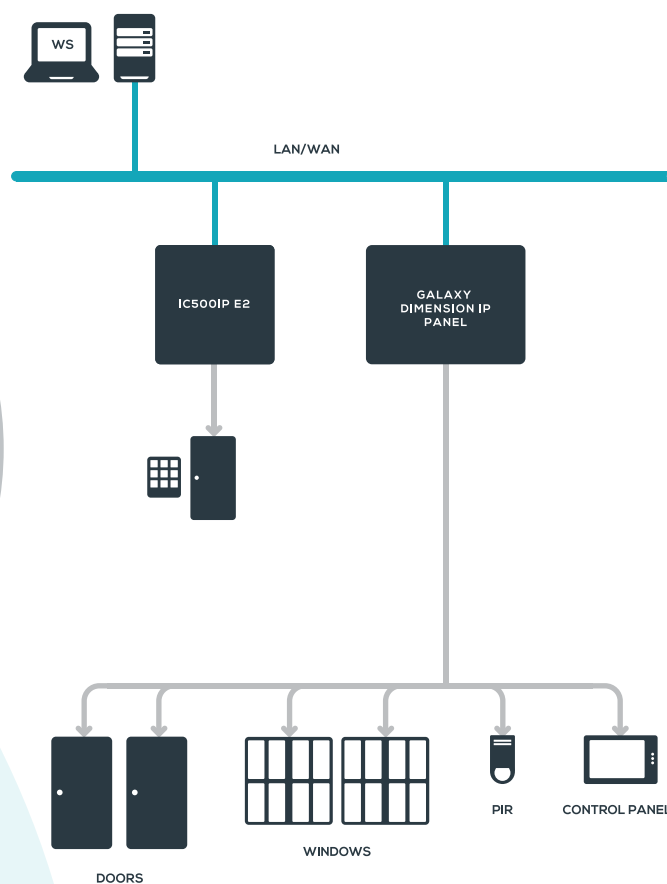 WS
LAN/WAN
IC500IP E2
GALAXY
DIMENSION IP
PANEL
PIR
CONTROL PANEL
WINDOWS
DOORS